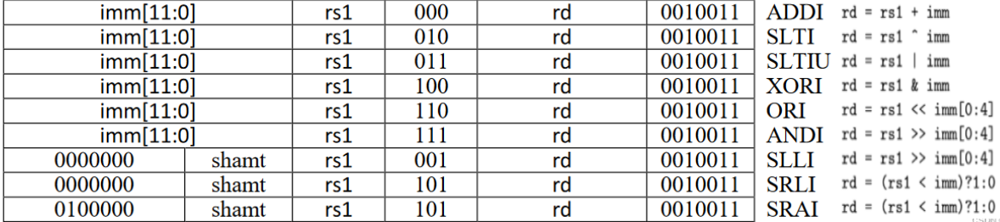 imm[11:0] rs1 000 rd 0010011 ADDI rd = rs1 + imm
imm[11:0] rs1 010 rd 0010011 SLTI rd = rs1 ^ imm
imm[11:0] rs1 011 rd 0010011 SLTIU rd = rs1 | imm
imm[11:0] rs1 100 rd 0010011 XORI rd = rs1 & imm
imm[11:0] rs1 110 rd 0010011 ORI rd = rs1 << imm[0:4]
imm[11:0] rs1 111 rd 0010011 ANDI rd = rs1 >> imm[0:4]
0000000 shamt rs1 001 rd 0010011 SLLI rd = rs1 >> imm[0:4]
0000000 shamt rs1 101 rd 0010011 SRLI rd = (rs1 < imm)?1:0
0100000 shamt rs1 101 rd 0010011 SRAI rd = (rs1 < imm)?1:0